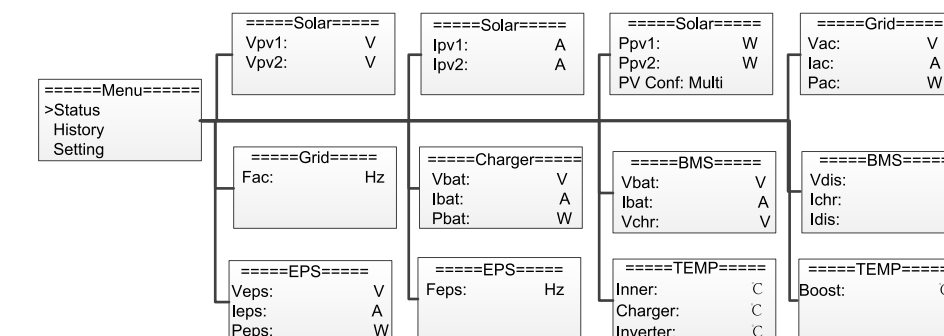 ======Menu======
>Status
History
Setting
=====Solar=====
Vpv1: V
Vpv2: V
=====Solar=====
Ipv1: A
Ipv2: A
=====Solar=====
Ppv1: W
Ppv2: W
PV Conf: Multi
=====Grid=====
Vac: V
Iac: A
Pac: W
=====Grid=====
Fac: Hz
=====Charger=====
Vbat: V
Ibat: A
Pbat: W
=====BMS=====
Vbat: V
Ibat: A
Vchr: V
=====BMS=====
Vdis:
Ichr:
Idis:
=====EPS=====
Veps: V
Ieps: A
Peps: W
=====EPS=====
Feps: Hz
=====TEMP=====
Inner: ℃
Charger: ℃
Inverter: ℃
=====TEMP=====
Boost: